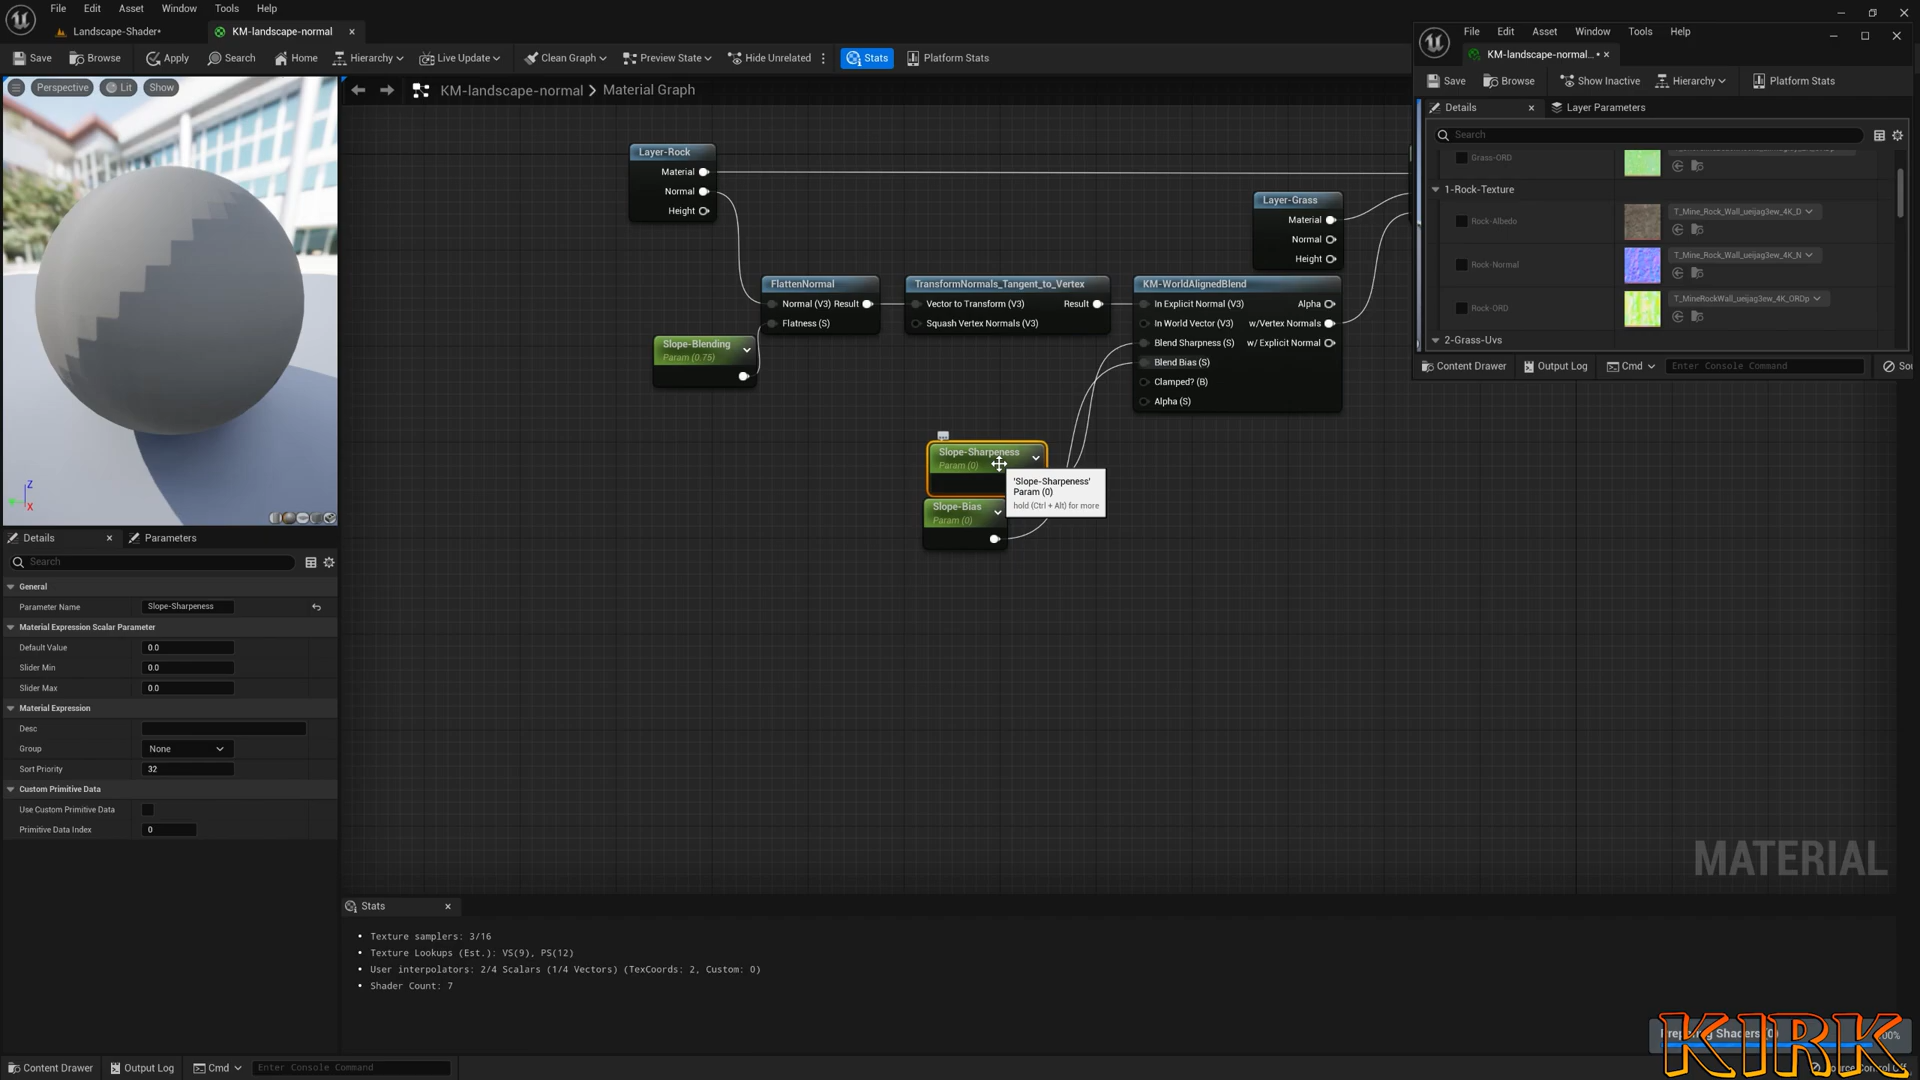 File Edit Asset Window Tools Help
Landscape-Shader*
KM-landscape-normal
Save Browse Apply Search Home Hierarchy Live Update Clean Graph Preview State Hide Unrelated Stats Platform Stats
Perspective Lit Show
KM-landscape-normal > Material Graph
Layer-Rock
Material
Normal
Height
Layer-Grass
Material
Normal
Height
FlattenNormal
Normal (V3) Result
Flatness (S)
TransformNormals_Tangent_to_Vertex
Vector to Transform (V3) Result
Squash Vertex Normals (V3)
KM-WorldAlignedBlend
In Explicit Normal (V3) Alpha
In World Vector (V3) w/Vertex Normals
Blend Sharpness (S) w/ Explicit Normal
Blend Bias (S)
Clamped? (B)
Alpha (S)
Slope-Blending
Param (0.75)
Slope-Sharpeness
Param (0)
Slope-Bias
Param (0)
'Slope-Sharpeness'
Param (0)
hold (Ctrl + Alt) for more
Z
X
MATERIAL
File Edit Asset Window Tools Help
KM-landscape-normal... •
Save Browse Show Inactive Hierarchy Platform Stats
Details Layer Parameters
Search
Grass-ORD
1-Rock-Texture
Rock-Albedo T_Mine_Rock_Wall_ueijag3ew_4K_D
Rock-Normal T_Mine_Rock_Wall_ueijag3ew_4K_N
Rock-ORD T_MineRockWall_ueijag3ew_4K_ORDp
2-Grass-Uvs
Content Drawer Output Log Cmd Enter Console Command Sou
Details Parameters
Search
General
Parameter Name Slope-Sharpeness
Material Expression Scalar Parameter
Default Value 0.0
Slider Min 0.0
Slider Max 0.0
Material Expression
Desc
Group None
Sort Priority 32
Custom Primitive Data
Use Custom Primitive Data
Primitive Data Index 0
Stats
• Texture samplers: 3/16
• Texture Lookups (Est.): VS(9), PS(12)
• User interpolators: 2/4 Scalars (1/4 Vectors) (TexCoords: 2, Custom: 0)
• Shader Count: 7
KIRK
Content Drawer Output Log Cmd Enter Console Command